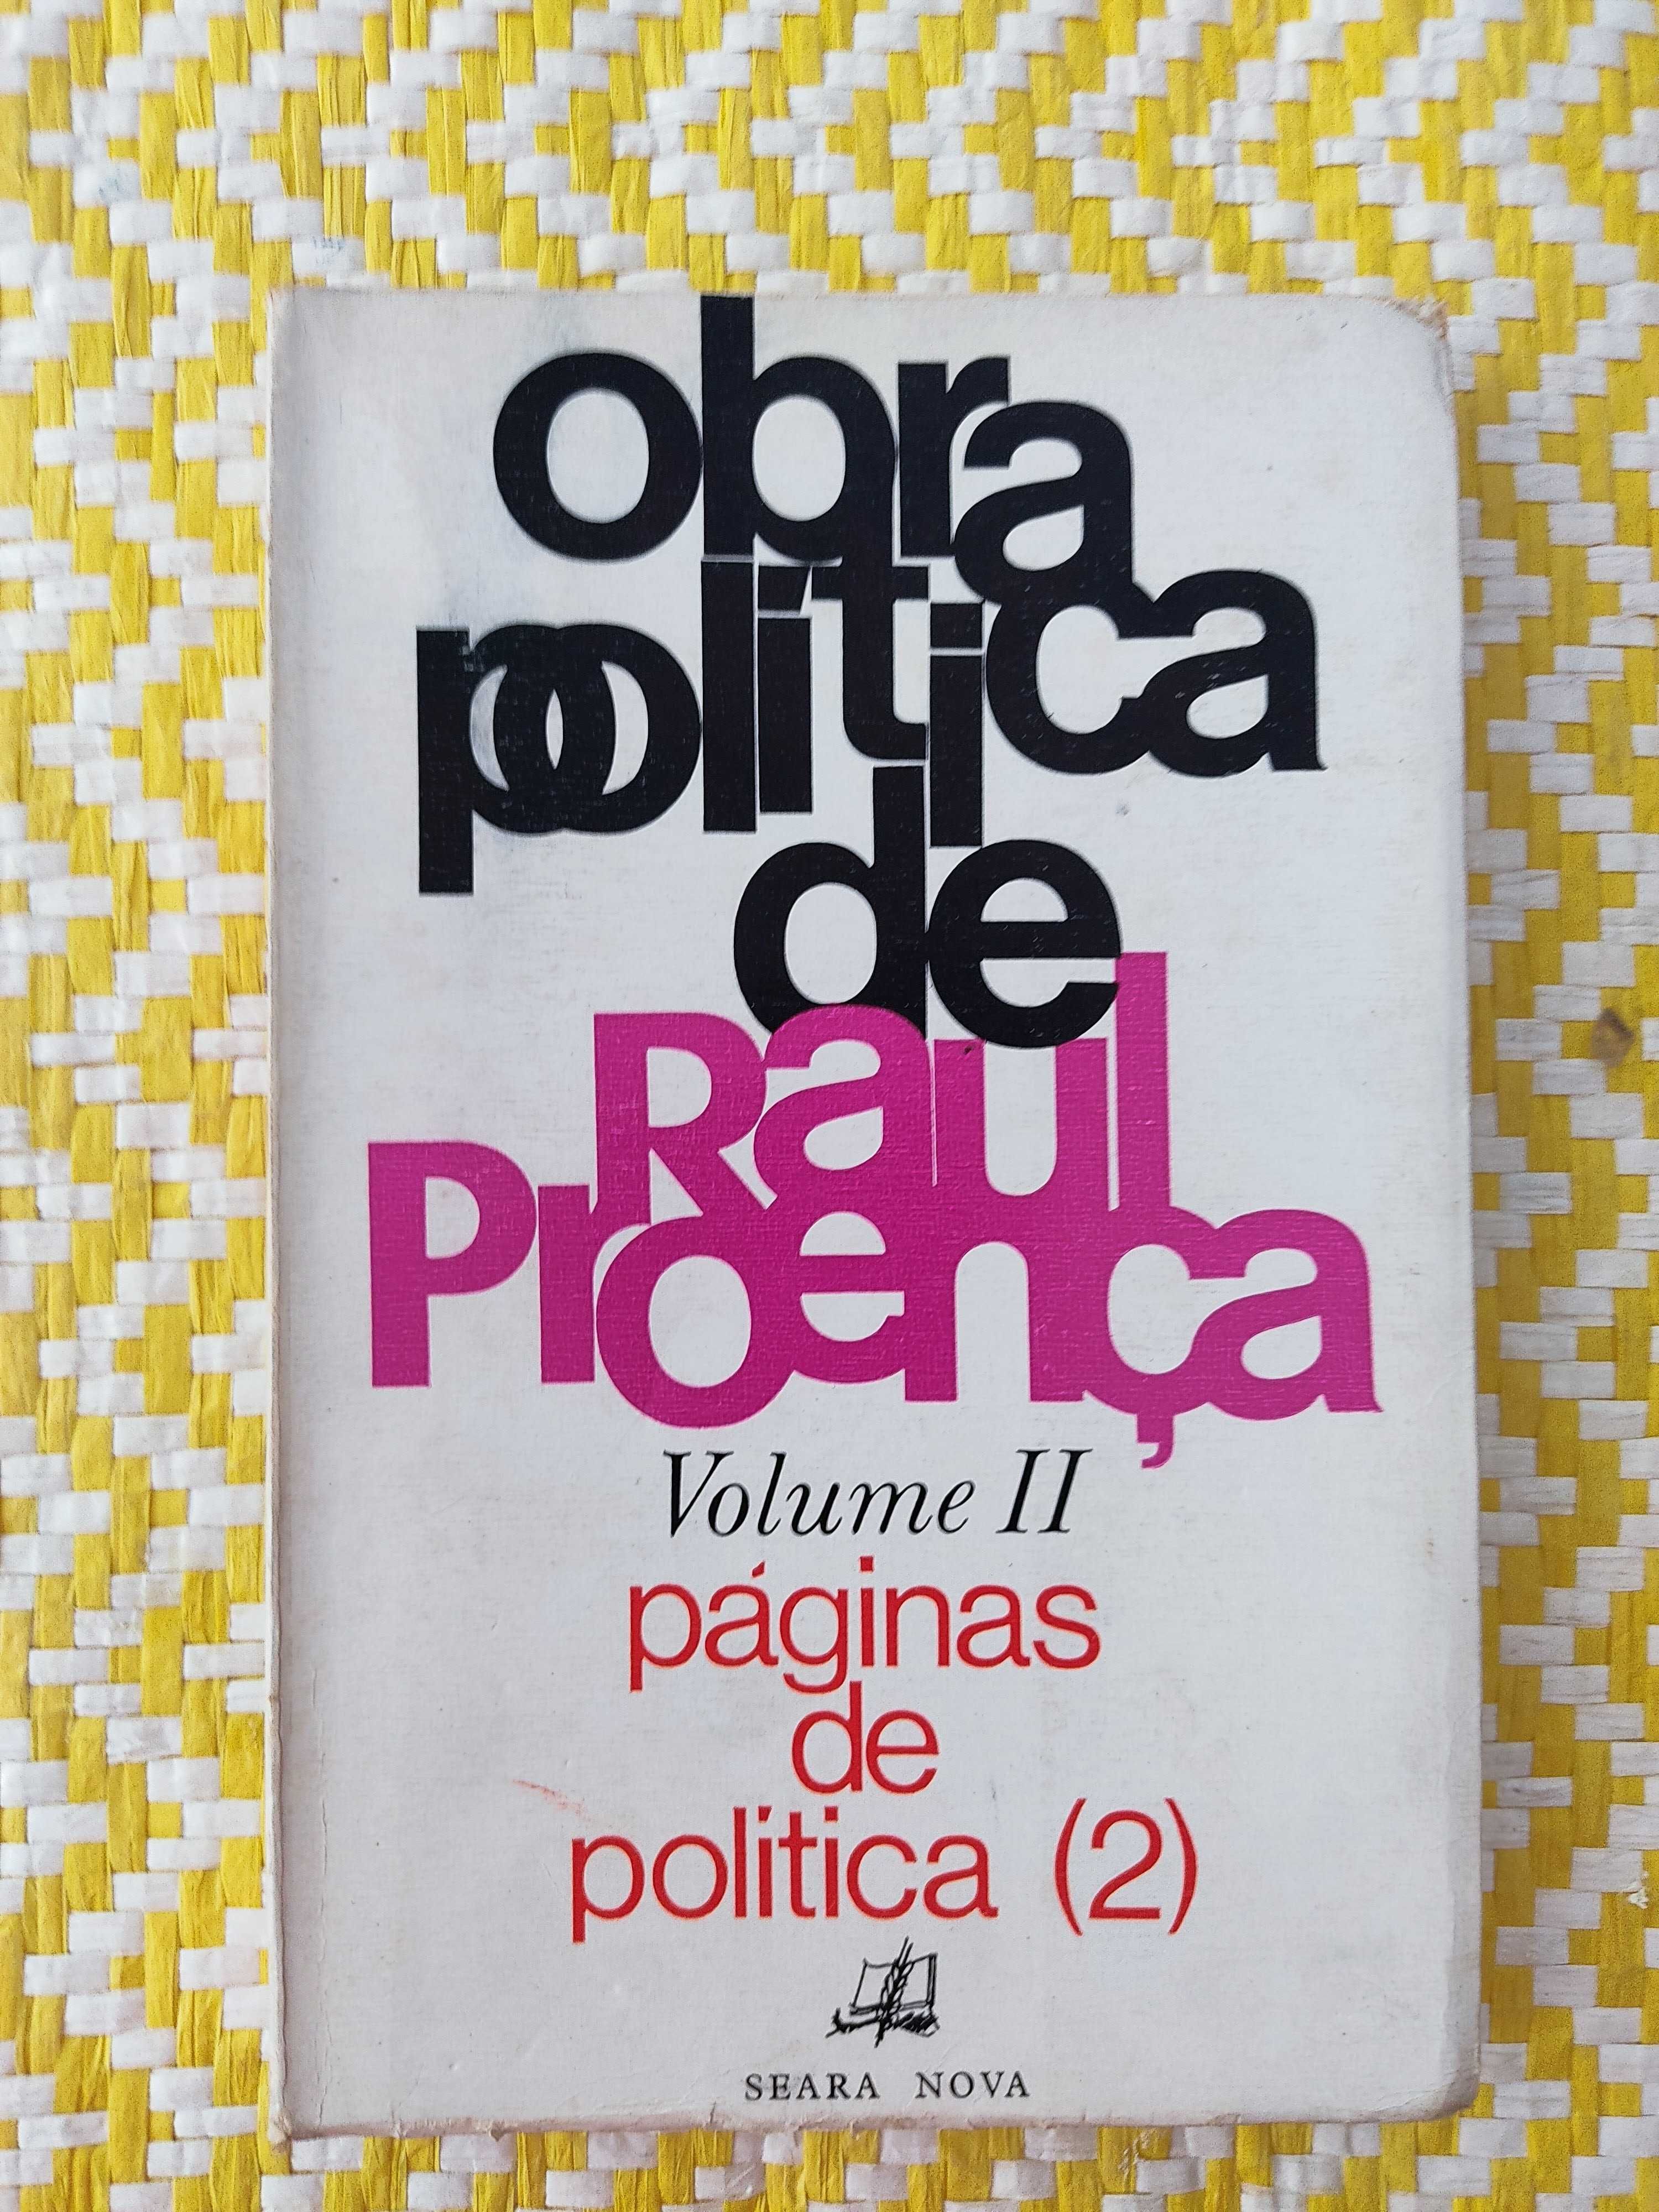 obra
política
de
Raul
Proença
Volume II
páginas
de
política (2)
SEARA NOVA